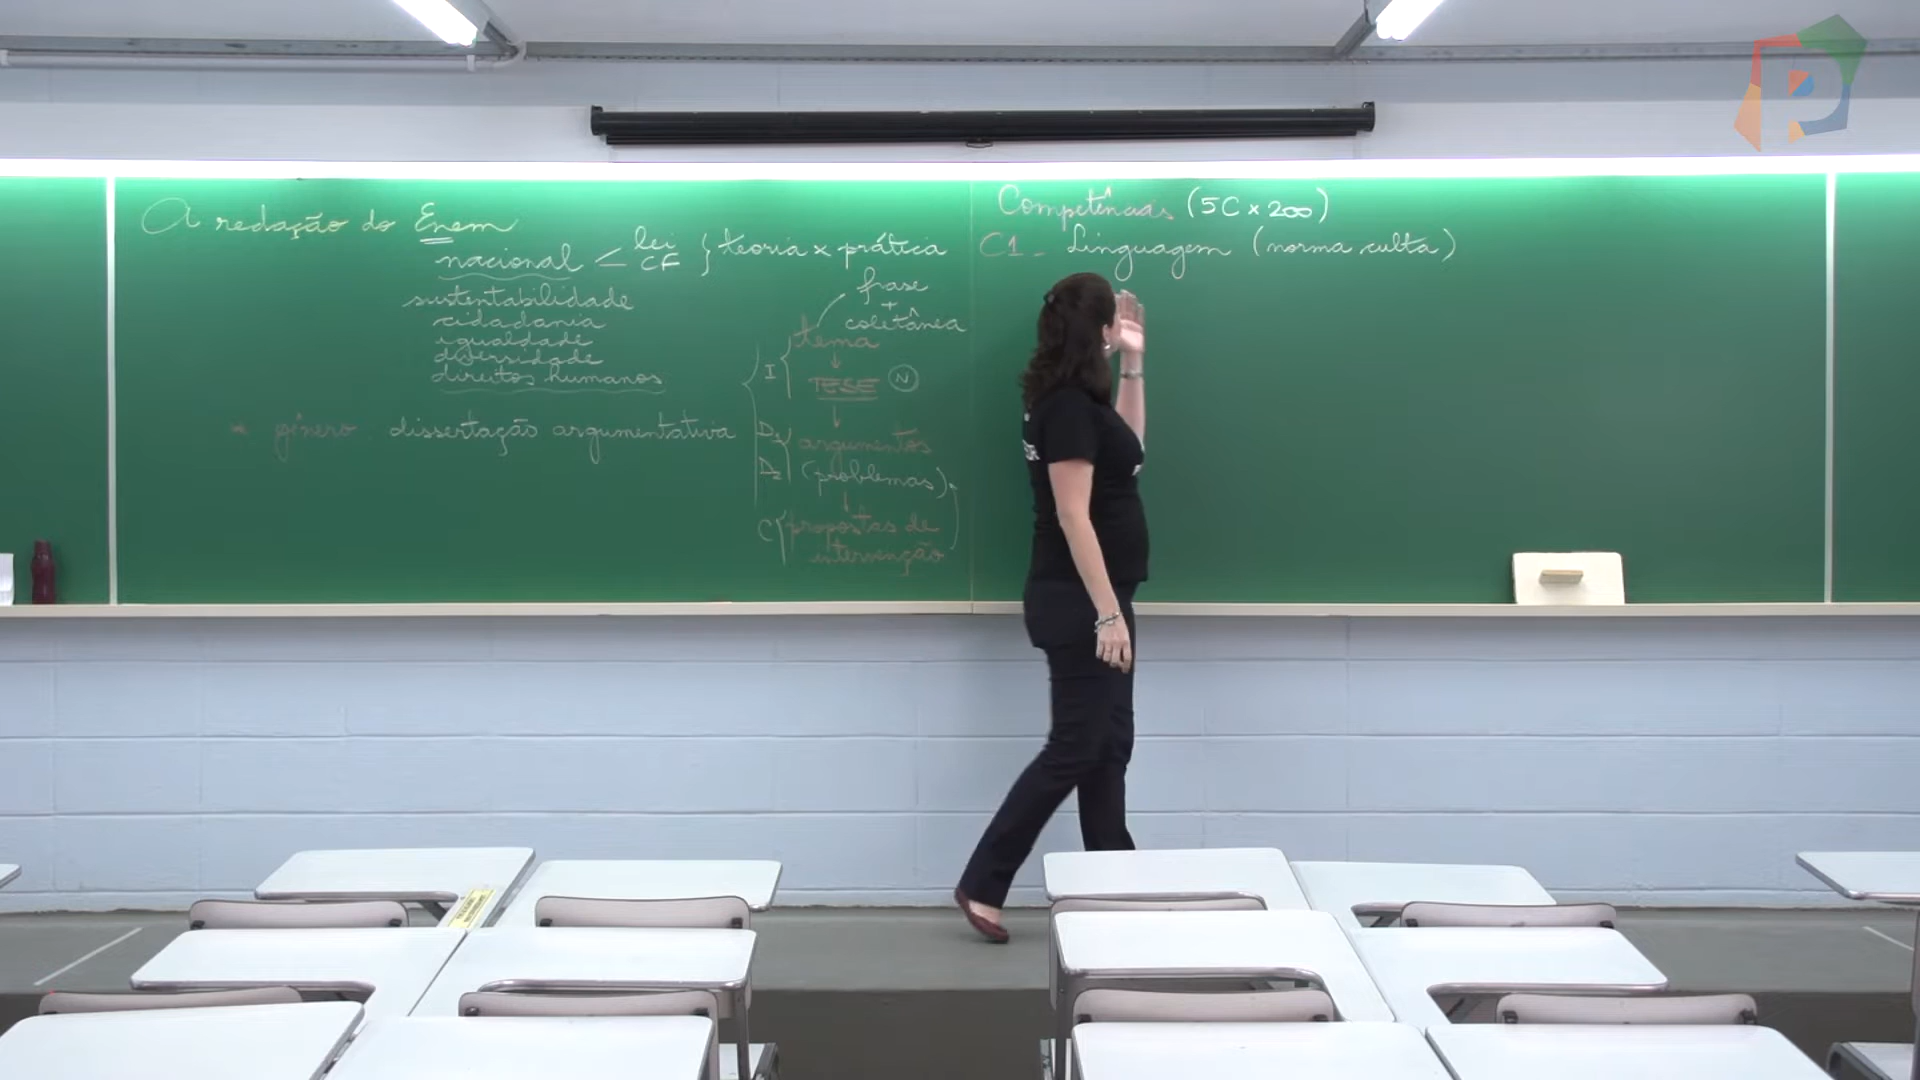 A redação do Enem
nacional < lei
CF } teoria x prática
sustentabilidade
cidadania
igualdade
diversidade
direitos humanos
* gênero dissertação argumentativa
frase
+
coletânea
tema
I
TESE N
D1 argumentos
D2 (problemas)
C propostas de
intervenção
Competências (5C x 200)
C1 - Linguagem (norma culta)